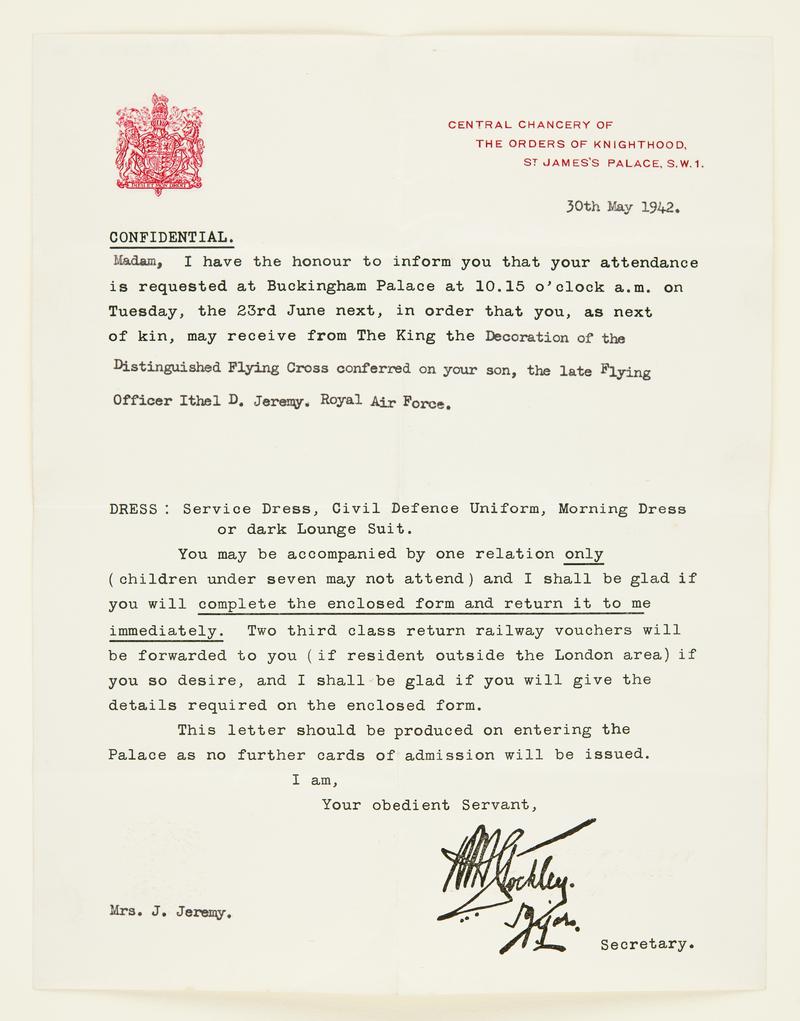 CENTRAL CHANCERY OF
THE ORDERS OF KNIGHTHOOD,
ST JAMES'S PALACE, S.W.1.
30th May 1942.
CONFIDENTIAL.
Madam, I have the honour to inform you that your attendance
is requested at Buckingham Palace at 10.15 o'clock a.m. on
Tuesday, the 23rd June next, in order that you, as next
of kin, may receive from The King the Decoration of the
Distinguished Flying Cross conferred on your son, the late Flying
Officer Ithel D. Jeremy. Royal Air Force.
DRESS : Service Dress, Civil Defence Uniform, Morning Dress
or dark Lounge Suit.
You may be accompanied by one relation only
(children under seven may not attend) and I shall be glad if
you will complete the enclosed form and return it to me
immediately. Two third class return railway vouchers will
be forwarded to you (if resident outside the London area) if
you so desire, and I shall be glad if you will give the
details required on the enclosed form.
This letter should be produced on entering the
Palace as no further cards of admission will be issued.
I am,
Your obedient Servant,
Stockley.
Major.
Mrs. J. Jeremy.
Secretary.